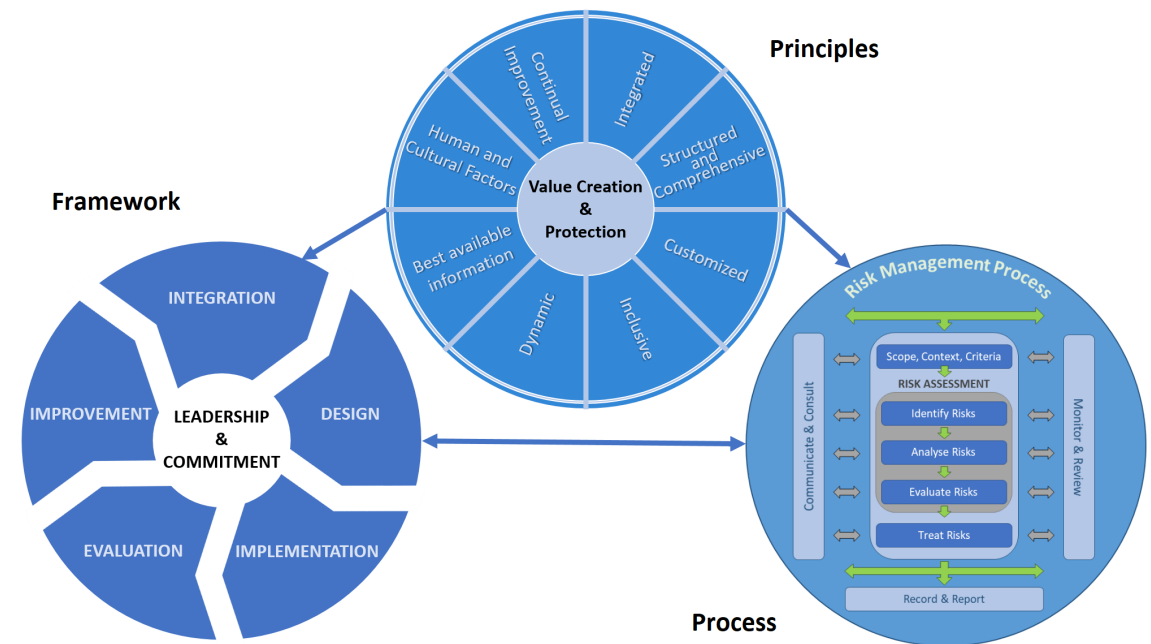 Principles
Continual
Improvement
Integrated
Human and
Cultural Factors
Structured
and
Comprehensive
Value Creation
&
Protection
Best available
information
Customized
Dynamic
Inclusive
Framework
INTEGRATION
IMPROVEMENT
DESIGN
LEADERSHIP
&
COMMITMENT
EVALUATION
IMPLEMENTATION
Risk Management Process
Communicate & Consult
Scope, Context, Criteria
RISK ASSESSMENT
Identify Risks
Analyse Risks
Evaluate Risks
Treat Risks
Monitor & Review
Record & Report
Process